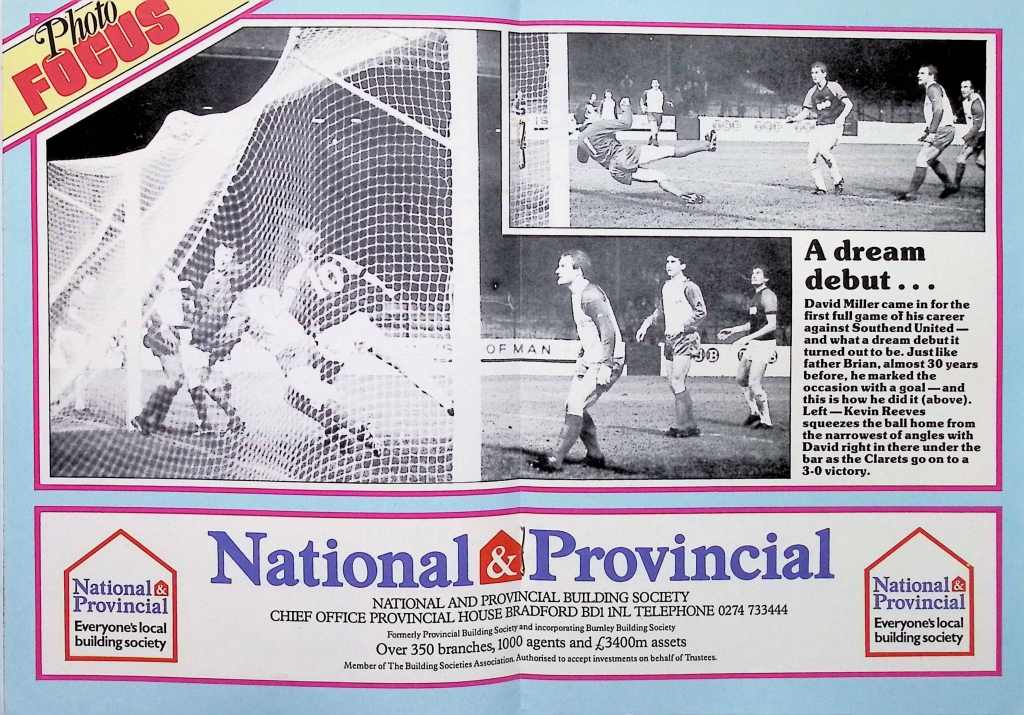 Photo
FOCUS
IS
TSB TSB TSB
10
OF MAN
A dream
debut...
David Miller came in for the
first full game of his career
against Southend United —
and what a dream debut it
turned out to be. Just like
father Brian, almost 30 years
before, he marked the
occasion with a goal — and
this is how he did it (above).
Left — Kevin Reeves
squeezes the ball home from
the narrowest of angles with
David right in there under the
bar as the Clarets go on to a
3-0 victory.
National &
Provincial
Everyone's local
building society
National & Provincial
NATIONAL AND PROVINCIAL BUILDING SOCIETY
CHIEF OFFICE PROVINCIAL HOUSE BRADFORD BD1 1NL TELEPHONE 0274 733444
Formerly Provincial Building Society and incorporating Burnley Building Society
Over 350 branches, 1000 agents and £3400m assets
Member of The Building Societies Association. Authorised to accept investments on behalf of Trustees.
National &
Provincial
Everyone's local
building society